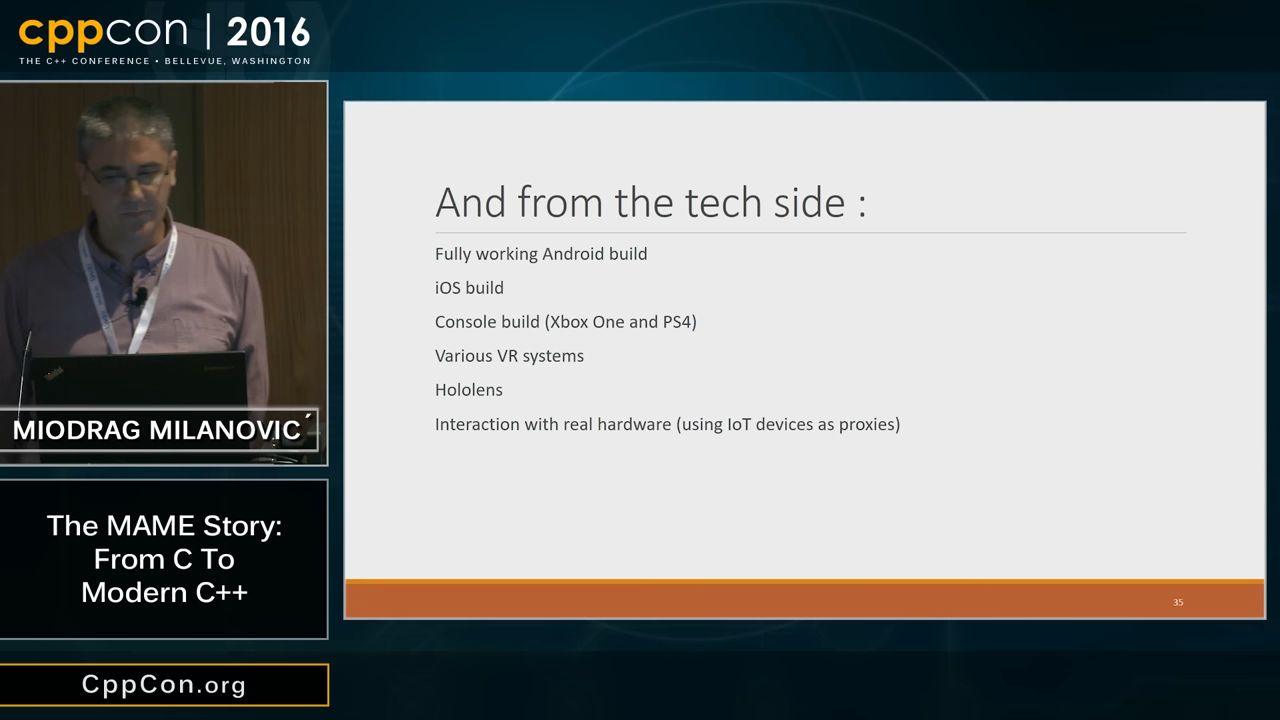 cppcon | 2016
THE C++ CONFERENCE • BELLEVUE, WASHINGTON
MIODRAG MILANOVIC´
The MAME Story:
From C To
Modern C++
CppCon.org
And from the tech side :
Fully working Android build
iOS build
Console build (Xbox One and PS4)
Various VR systems
Hololens
Interaction with real hardware (using IoT devices as proxies)
35